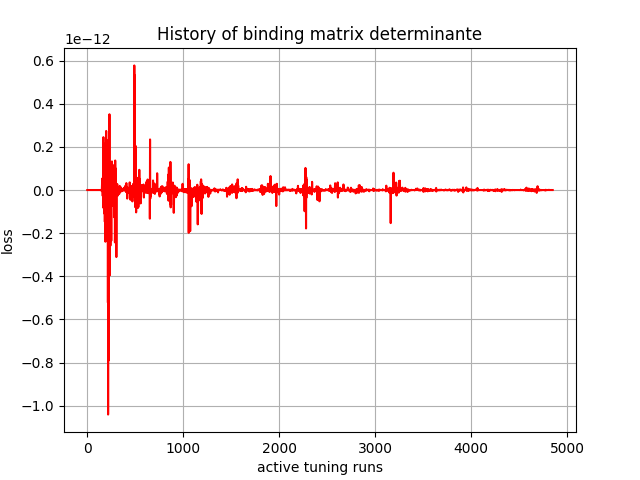 History of binding matrix determinante
1e−12
0.6
0.4
0.2
0.0
−0.2
−0.4
−0.6
−0.8
−1.0
loss
0 1000 2000 3000 4000 5000
active tuning runs